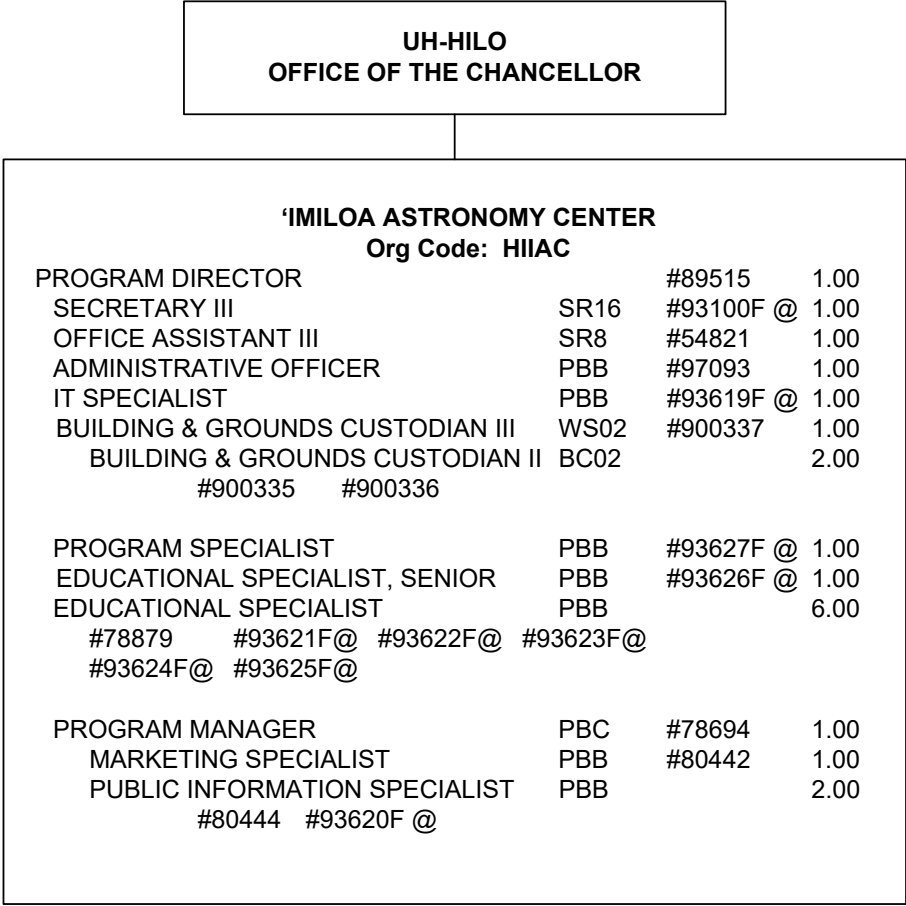 UH-HILO
OFFICE OF THE CHANCELLOR
‘IMILOA ASTRONOMY CENTER
Org Code: HIIAC
PROGRAM DIRECTOR #89515 1.00
SECRETARY III SR16 #93100F @ 1.00
OFFICE ASSISTANT III SR8 #54821 1.00
ADMINISTRATIVE OFFICER PBB #97093 1.00
IT SPECIALIST PBB #93619F @ 1.00
BUILDING & GROUNDS CUSTODIAN III WS02 #900337 1.00
BUILDING & GROUNDS CUSTODIAN II BC02 2.00
#900335 #900336
PROGRAM SPECIALIST PBB #93627F @ 1.00
EDUCATIONAL SPECIALIST, SENIOR PBB #93626F @ 1.00
EDUCATIONAL SPECIALIST PBB 6.00
#78879 #93621F@ #93622F@ #93623F@
#93624F@ #93625F@
PROGRAM MANAGER PBC #78694 1.00
MARKETING SPECIALIST PBB #80442 1.00
PUBLIC INFORMATION SPECIALIST PBB 2.00
#80444 #93620F @